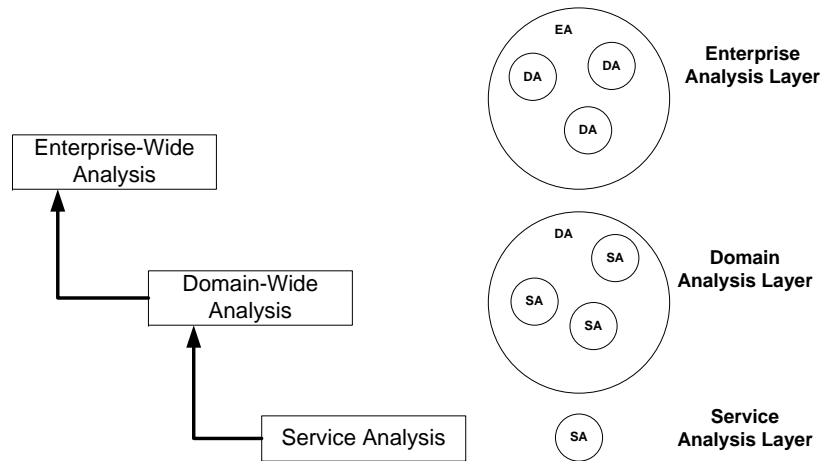 EA
DA
DA
DA
Enterprise
Analysis Layer
Enterprise-Wide
Analysis
DA
SA
SA
SA
Domain
Analysis Layer
Domain-Wide
Analysis
Service Analysis
SA
Service
Analysis Layer